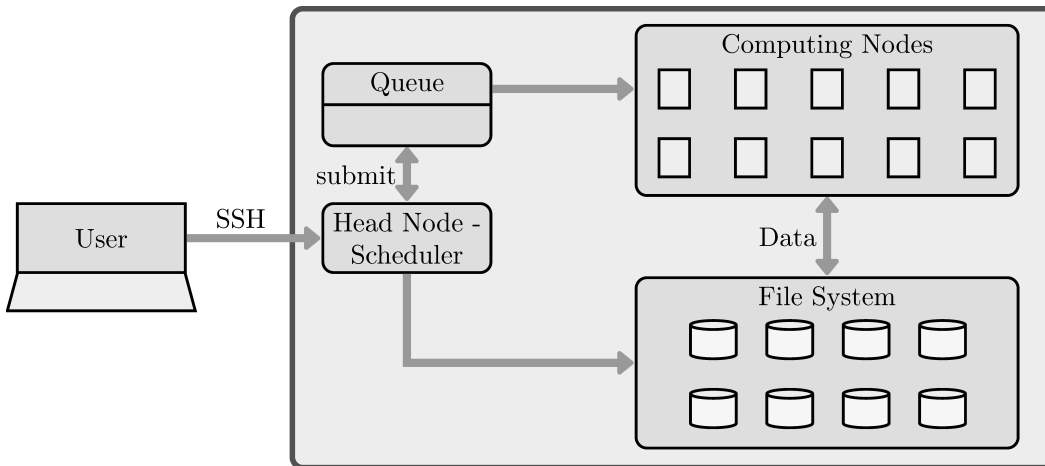 Computing Nodes
Queue
submit
SSH
User
Head Node -
Scheduler
Data
File System